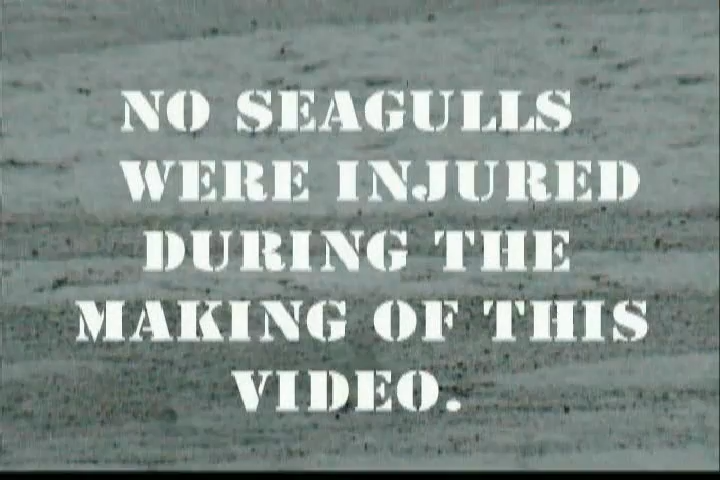 NO SEAGULLS
WERE INJURED
DURING THE
MAKING OF THIS
VIDEO.